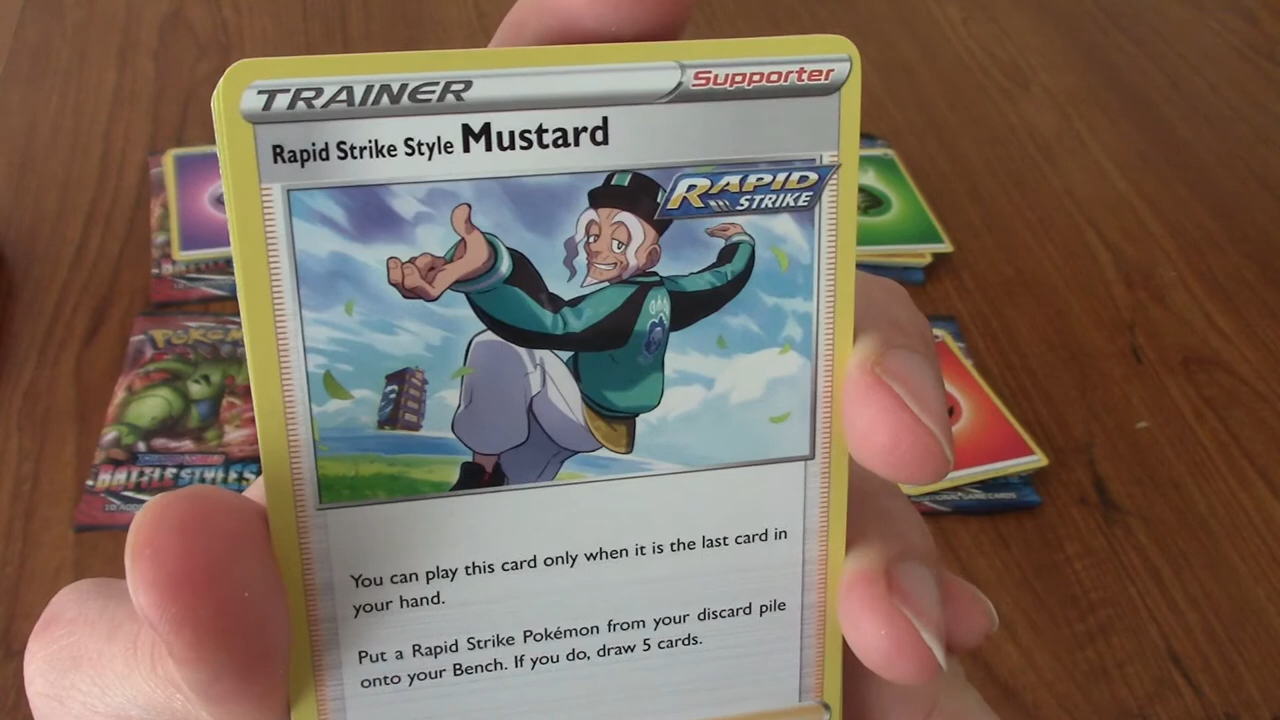 TRAINER
Supporter
Rapid Strike Style Mustard
RAPID
STRIKE
You can play this card only when it is the last card in
your hand.
Put a Rapid Strike Pokémon from your discard pile
onto your Bench. If you do, draw 5 cards.
BATTLE STYLES